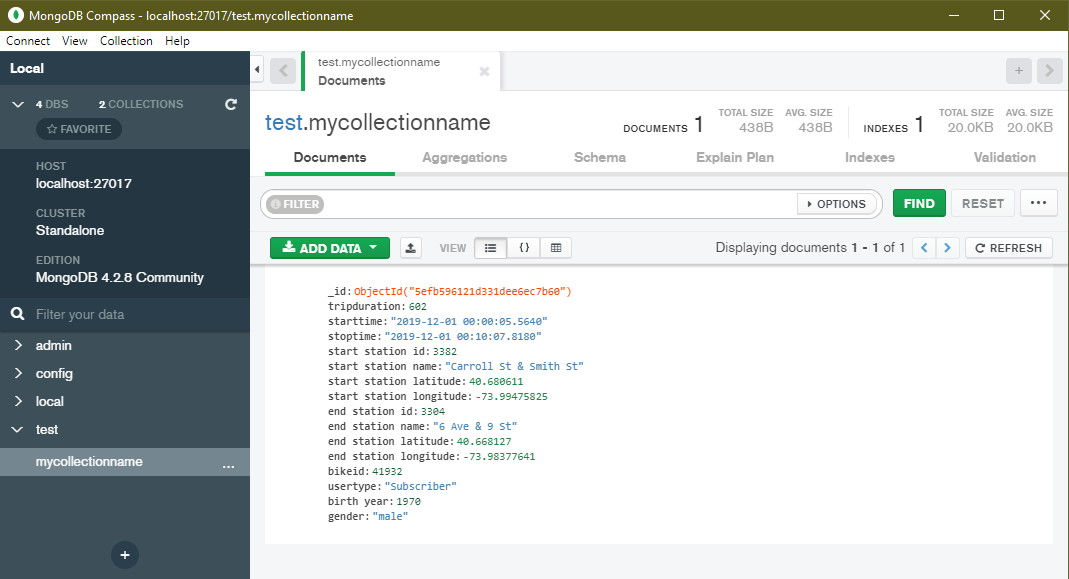 MongoDB Compass - localhost:27017/test.mycollectionname
Connect View Collection Help
Local
4 DBS 2 COLLECTIONS
FAVORITE
HOST
localhost:27017
CLUSTER
Standalone
EDITION
MongoDB 4.2.8 Community
Filter your data
admin
config
local
test
mycollectionname ...
+
test.mycollectionname
Documents
+
test.mycollectionname
DOCUMENTS 1
TOTAL SIZE AVG. SIZE
438B 438B
INDEXES 1
TOTAL SIZE AVG. SIZE
20.0KB 20.0KB
Documents Aggregations Schema Explain Plan Indexes Validation
FILTER OPTIONS FIND RESET ...
ADD DATA VIEW {} Displaying documents 1 - 1 of 1 < > REFRESH
_id: ObjectId("5efb596121d331dee6ec7b60")
tripduration: 602
starttime: "2019-12-01 00:00:05.5640"
stoptime: "2019-12-01 00:10:07.8180"
start station id: 3382
start station name: "Carroll St & Smith St"
start station latitude: 40.680611
start station longitude: -73.99475825
end station id: 3304
end station name: "6 Ave & 9 St"
end station latitude: 40.668127
end station longitude: -73.98377641
bikeid: 41932
usertype: "Subscriber"
birth year: 1970
gender: "male"